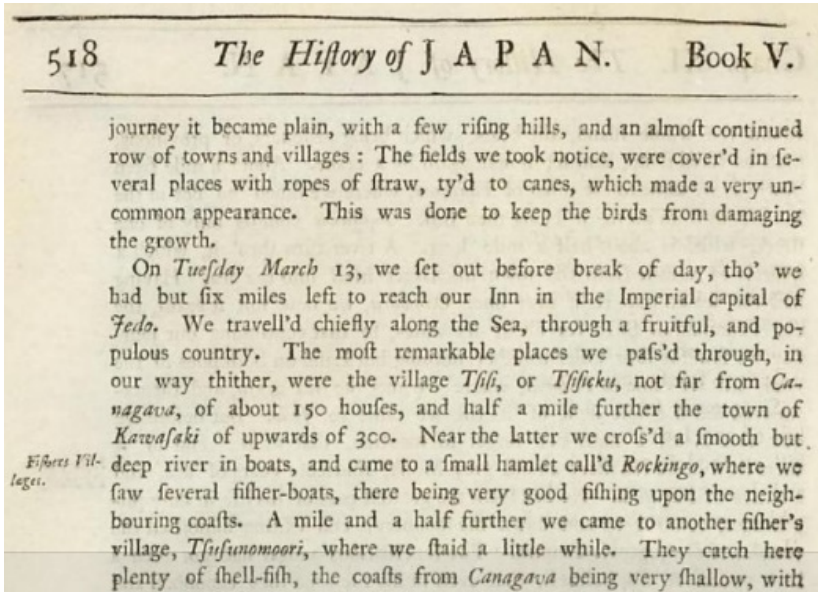 518 The Hiſtory of JAPAN. Book V.
journey it became plain, with a few riſing hills, and an almoſt continued
row of towns and villages : The fields we took notice, were cover'd in ſe-
veral places with ropes of ſtraw, ty'd to canes, which made a very un-
common appearance. This was done to keep the birds from damaging
the growth.
On Tueſday March 13, we ſet out before break of day, tho' we
had but ſix miles left to reach our Inn in the Imperial capital of
Jedo. We travell'd chiefly along the Sea, through a fruitful, and po-
pulous country. The moſt remarkable places we paſs'd through, in
our way thither, were the village Tſiſi, or Tſiſicku, not far from Ca-
nagava, of about 150 houſes, and half a mile further the town of
Kawaſaki of upwards of 300. Near the latter we croſs'd a ſmooth but
Fiſhers Vil-
lages.
deep river in boats, and came to a ſmall hamlet call'd Rockingo, where we
ſaw ſeveral fiſher-boats, there being very good fiſhing upon the neigh-
bouring coaſts. A mile and a half further we came to another fiſher's
village, Tſuſunomoori, where we ſtaid a little while. They catch here
plenty of ſhell-fiſh, the coaſts from Canagava being very ſhallow, with